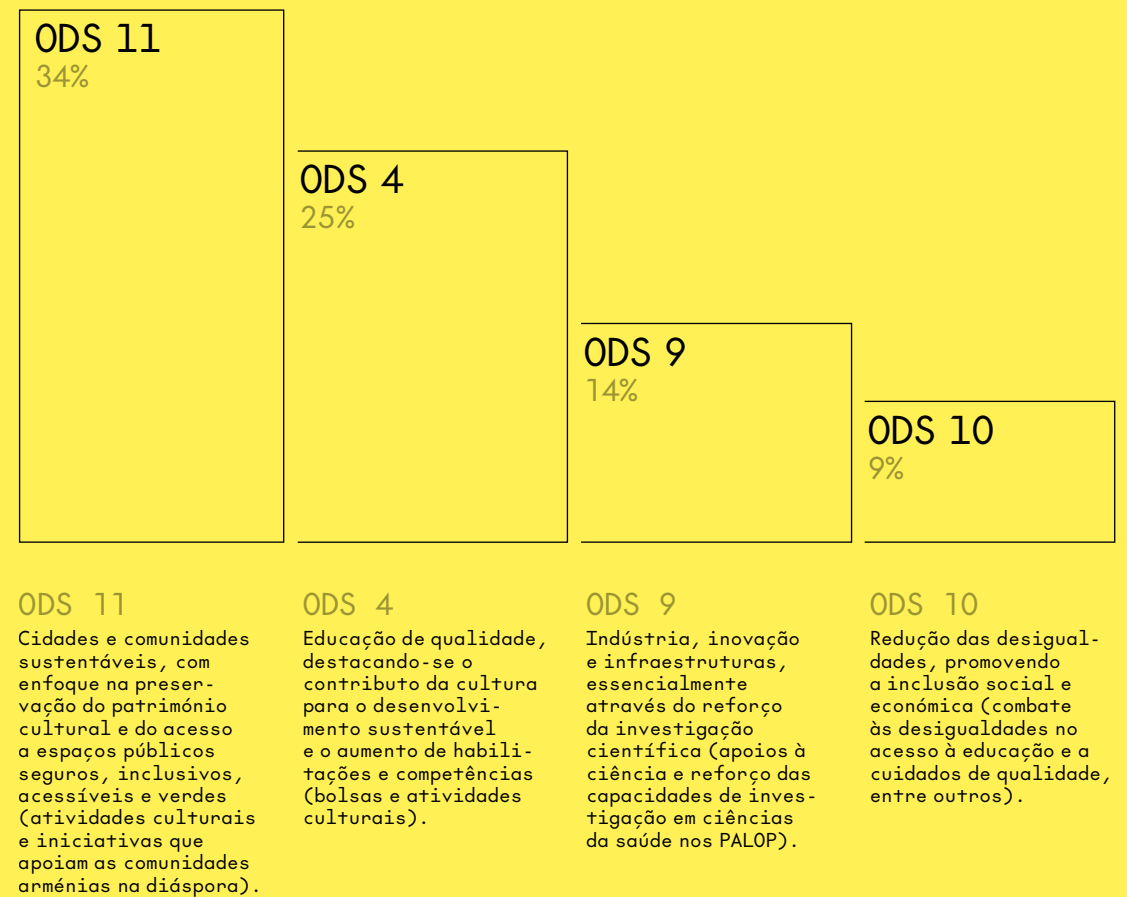 ODS 11
34%
ODS 4
25%
ODS 9
14%
ODS 10
9%
ODS 11
Cidades e comunidades
sustentáveis, com
enfoque na preser-
vação do património
cultural e do acesso
a espaços públicos
seguros, inclusivos,
acessíveis e verdes
(atividades culturais
e iniciativas que
apoiam as comunidades
arménias na diáspora).
ODS 4
Educação de qualidade,
destacando-se o
contributo da cultura
para o desenvolvi-
mento sustentável
e o aumento de habili-
tações e competências
(bolsas e atividades
culturais).
ODS 9
Indústria, inovação
e infraestruturas,
essencialmente
através do reforço
da investigação
científica (apoios à
ciência e reforço das
capacidades de inves-
tigação em ciências
da saúde nos PALOP).
ODS 10
Redução das desigual-
dades, promovendo
a inclusão social e
económica (combate
às desigualdades no
acesso à educação e a
cuidados de qualidade,
entre outros).